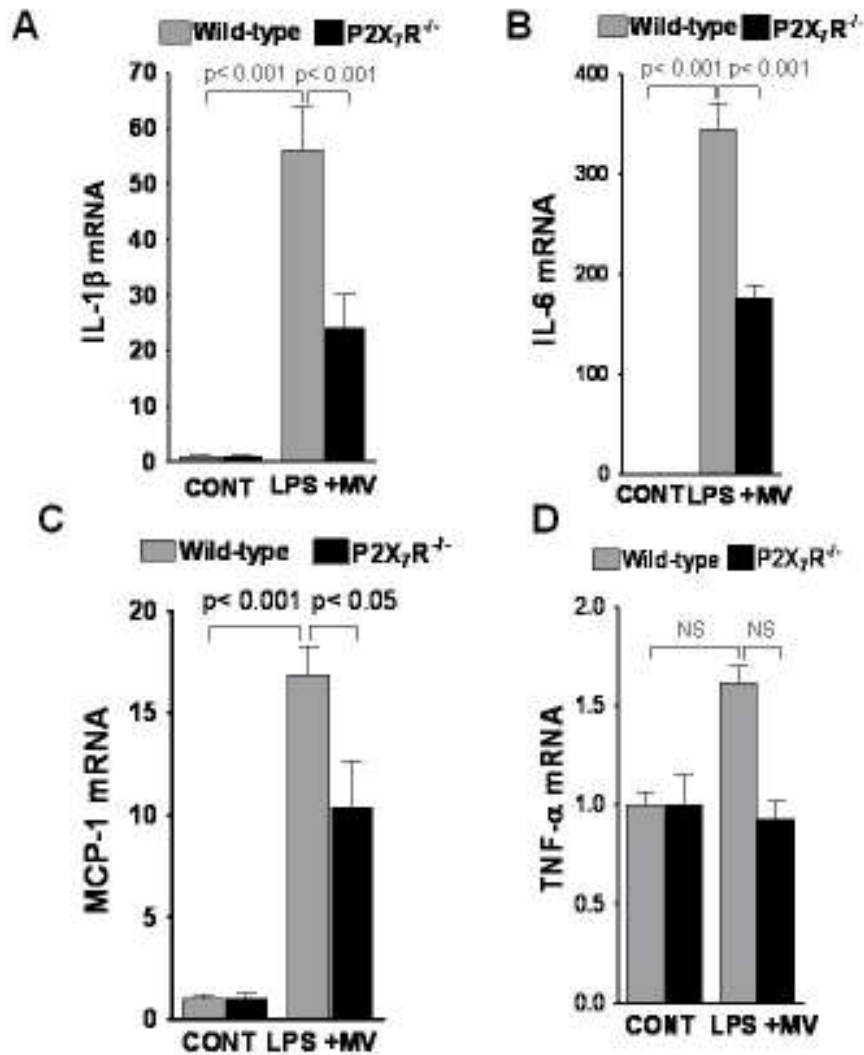 A
Wild-type P2X₇R⁻/⁻
70
p< 0.001 p< 0.001
60
50
40
30
20
10
0
IL-1β mRNA
CONT LPS +MV
B
Wild-type P2X₇R⁻/⁻
400
p< 0.001 p< 0.001
300
200
100
0
IL-6 mRNA
CONT LPS +MV
C
Wild-type P2X₇R⁻/⁻
20
p< 0.001 p< 0.05
15
10
5
0
MCP-1 mRNA
CONT LPS +MV
D
Wild-type P2X₇R⁻/⁻
2.0
NS NS
1.5
1.0
0.5
0.0
TNF-α mRNA
CONT LPS +MV